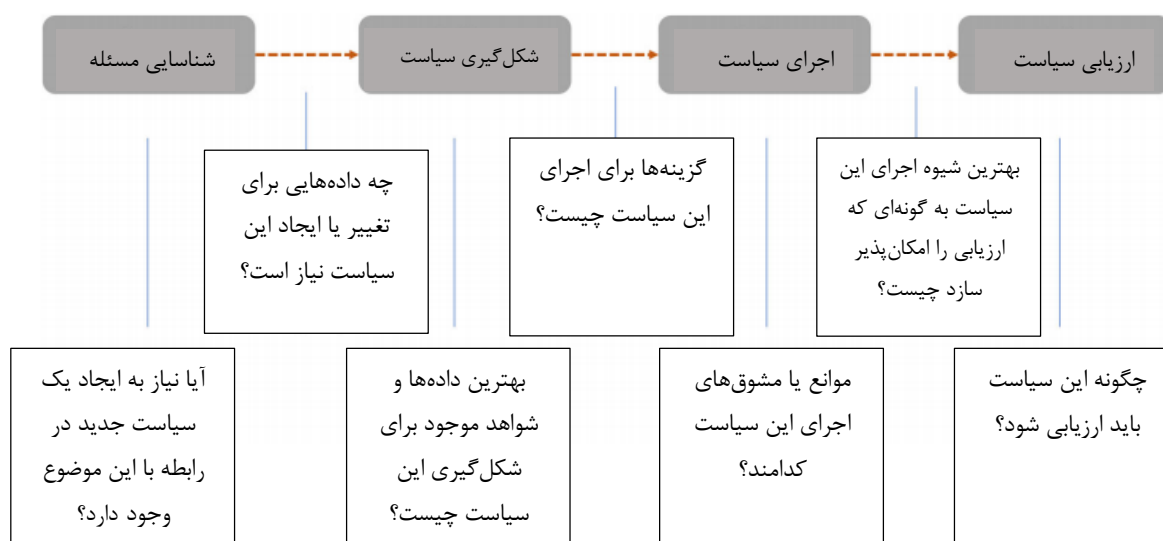 شناسایی مسئله
شکل‌گیری سیاست
اجرای سیاست
ارزیابی سیاست
چه داده‌هایی برای
تغییر یا ایجاد این
سیاست نیاز است؟
گزینه‌ها برای اجرای
این سیاست چیست؟
بهترین شیوه اجرای این
سیاست به گونه‌ای که
ارزیابی را امکان‌پذیر
سازد چیست؟
آیا نیاز به ایجاد یک
سیاست جدید در
رابطه با این موضوع
وجود دارد؟
بهترین داده‌ها و
شواهد موجود برای
شکل‌گیری این
سیاست چیست؟
موانع یا مشوق‌های
اجرای این سیاست
کدامند؟
چگونه این سیاست
باید ارزیابی شود؟